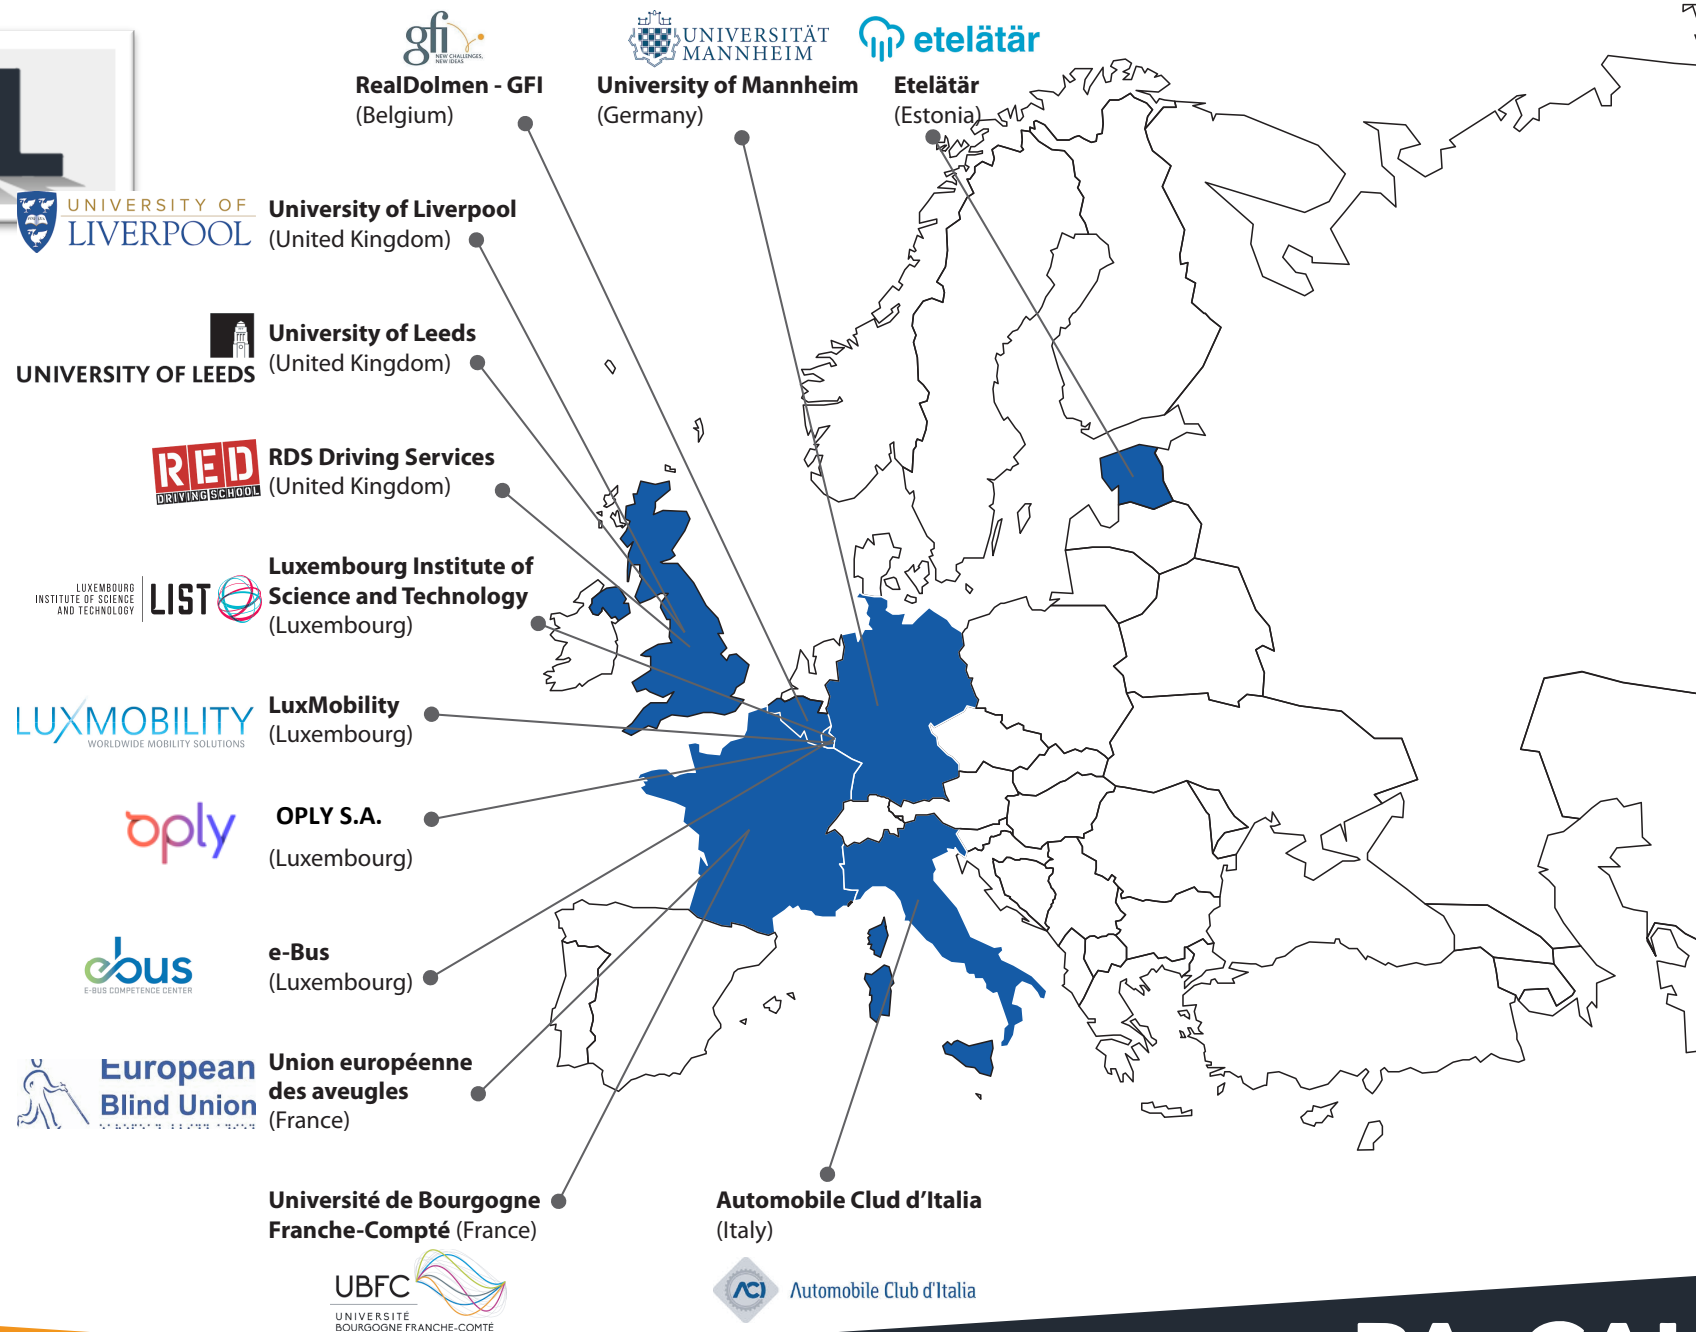 gfi
NEW CHALLENGES,
NEW IDEAS
RealDolmen - GFI
(Belgium)
UNIVERSITÄT
MANNHEIM
University of Mannheim
(Germany)
etelätär
Etelätär
(Estonia)
UNIVERSITY OF
LIVERPOOL
University of Liverpool
(United Kingdom)
UNIVERSITY OF LEEDS
University of Leeds
(United Kingdom)
RED
DRIVING SCHOOL
RDS Driving Services
(United Kingdom)
LUXEMBOURG
INSTITUTE OF SCIENCE
AND TECHNOLOGY
LIST
Luxembourg Institute of
Science and Technology
(Luxembourg)
LUXMOBILITY
WORLDWIDE MOBILITY SOLUTIONS
LuxMobility
(Luxembourg)
oply
OPLY S.A.
(Luxembourg)
ebus
E-BUS COMPETENCE CENTER
e-Bus
(Luxembourg)
European
Blind Union
Union européenne
des aveugles
(France)
Université de Bourgogne
Franche-Compté (France)
UBFC
UNIVERSITÉ
BOURGOGNE FRANCHE-COMTÉ
Automobile Clud d'Italia
(Italy)
ACI
Automobile Club d'Italia